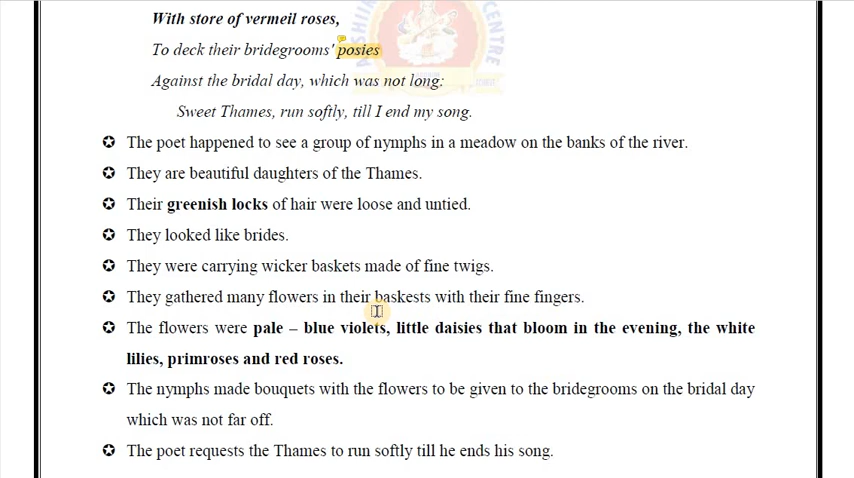 With store of vermeil roses,
To deck their bridegrooms' posies
Against the bridal day, which was not long:
Sweet Thames, run softly, till I end my song.
✪ The poet happened to see a group of nymphs in a meadow on the banks of the river.
✪ They are beautiful daughters of the Thames.
✪ Their greenish locks of hair were loose and untied.
✪ They looked like brides.
✪ They were carrying wicker baskets made of fine twigs.
✪ They gathered many flowers in their baskests with their fine fingers.
✪ The flowers were pale – blue violets, little daisies that bloom in the evening, the white
lilies, primroses and red roses.
✪ The nymphs made bouquets with the flowers to be given to the bridegrooms on the bridal day
which was not far off.
✪ The poet requests the Thames to run softly till he ends his song.